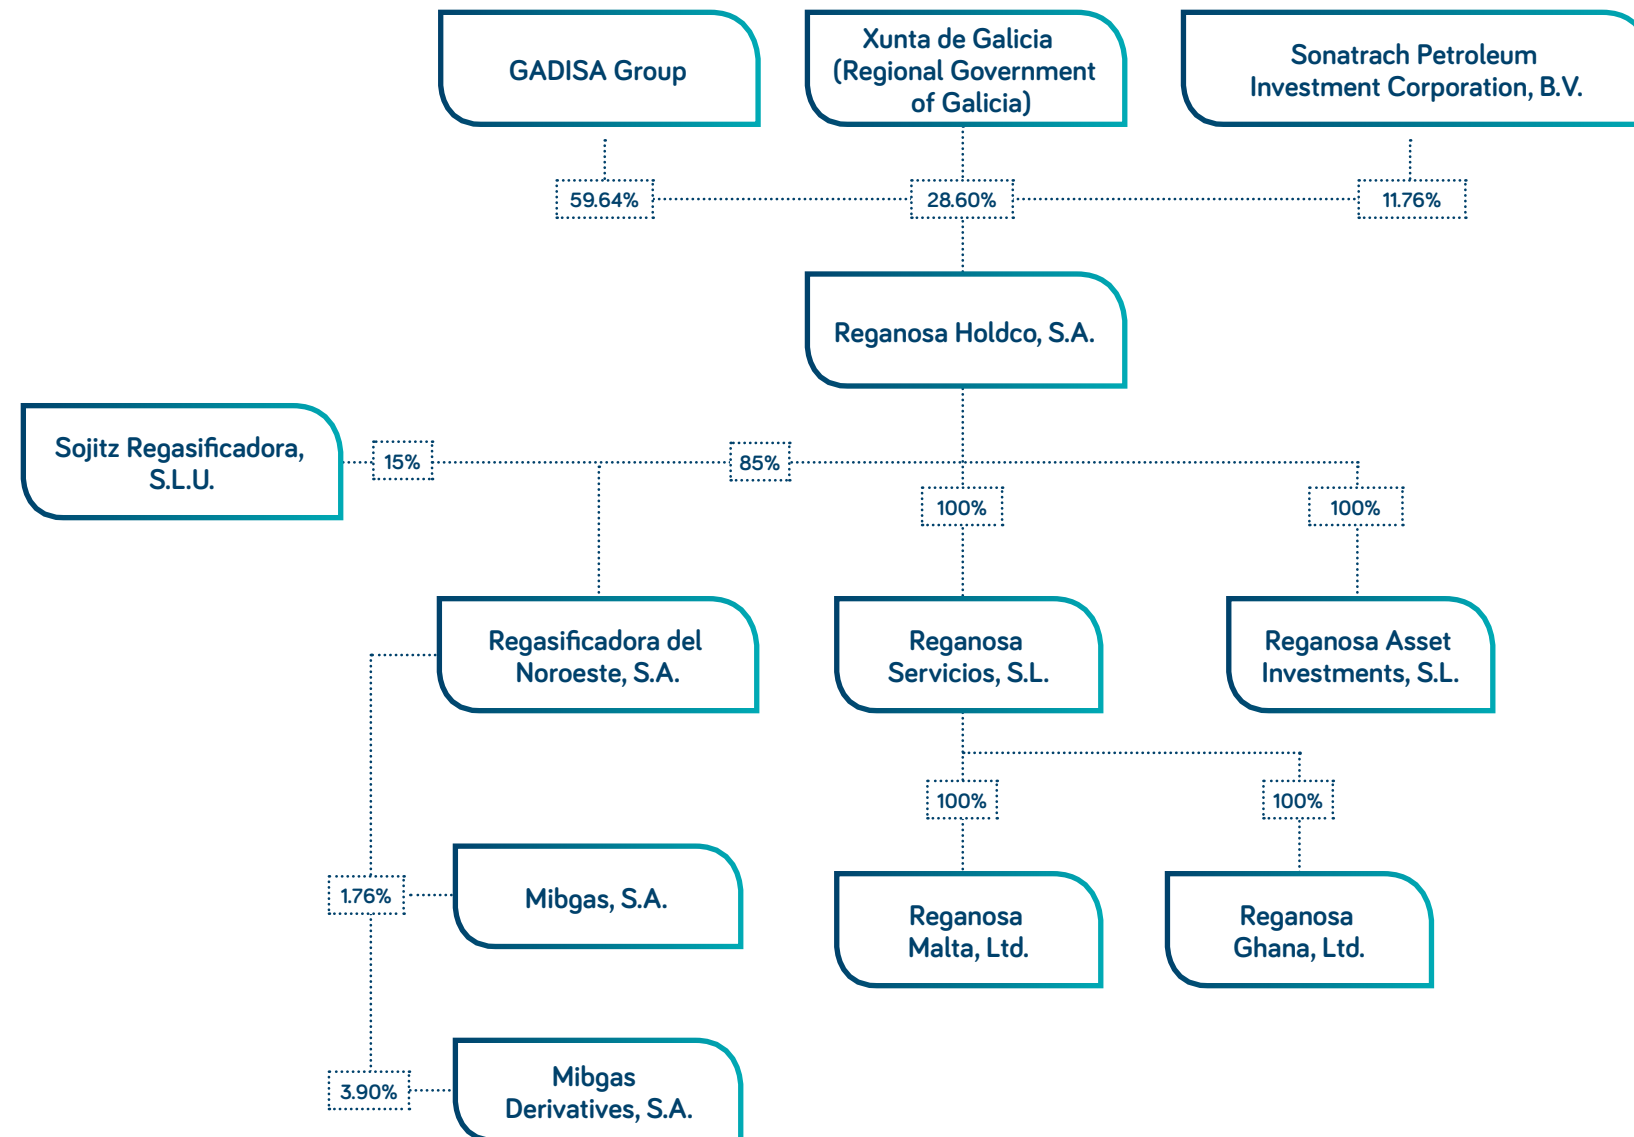 GADISA Group
Xunta de Galicia
(Regional Government
of Galicia)
Sonatrach Petroleum
Investment Corporation, B.V.
59.64%
28.60%
11.76%
Reganosa Holdco, S.A.
Sojitz Regasificadora,
S.L.U.
15%
85%
100%
100%
Regasificadora del
Noroeste, S.A.
Reganosa
Servicios, S.L.
Reganosa Asset
Investments, S.L.
100%
100%
1.76%
Mibgas, S.A.
Reganosa
Malta, Ltd.
Reganosa
Ghana, Ltd.
3.90%
Mibgas
Derivatives, S.A.